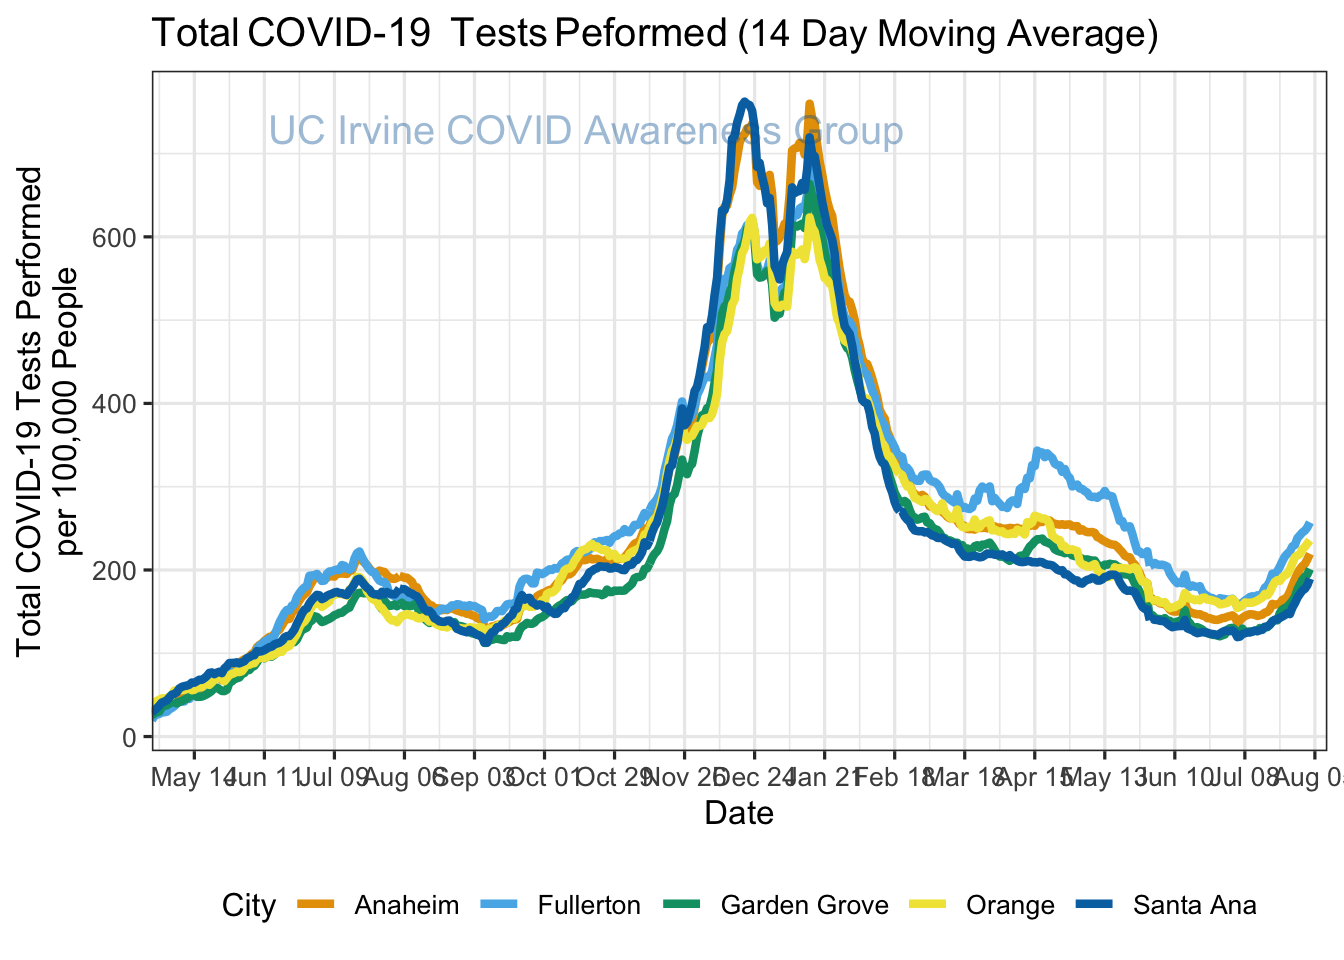 Total COVID-19 Tests Peformed (14 Day Moving Average)
UC Irvine COVID Awareness Group
Total COVID-19 Tests Performed
per 100,000 People
600
400
200
0
May 14 Jun 11 Jul 09 Aug 06 Sep 03 Oct 01 Oct 29 Nov 26 Dec 24 Jan 21 Feb 18 Mar 18 Apr 15 May 13 Jun 10 Jul 08 Aug 0
Date
City Anaheim Fullerton Garden Grove Orange Santa Ana